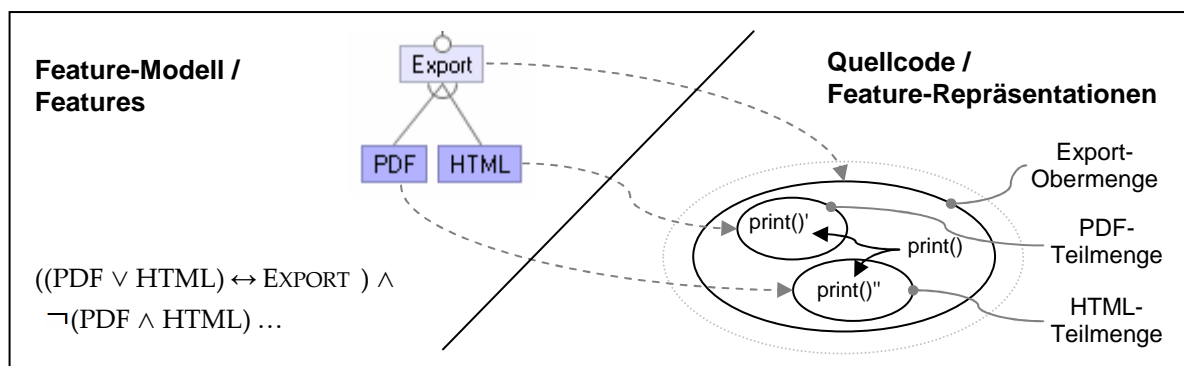 Feature-Modell /
Features
Export
PDF
HTML
((PDF ∨ HTML) ↔ EXPORT ) ∧
¬(PDF ∧ HTML) …
Quellcode /
Feature-Repräsentationen
Export-
Obermenge
print()'
print()
print()''
PDF-
Teilmenge
HTML-
Teilmenge